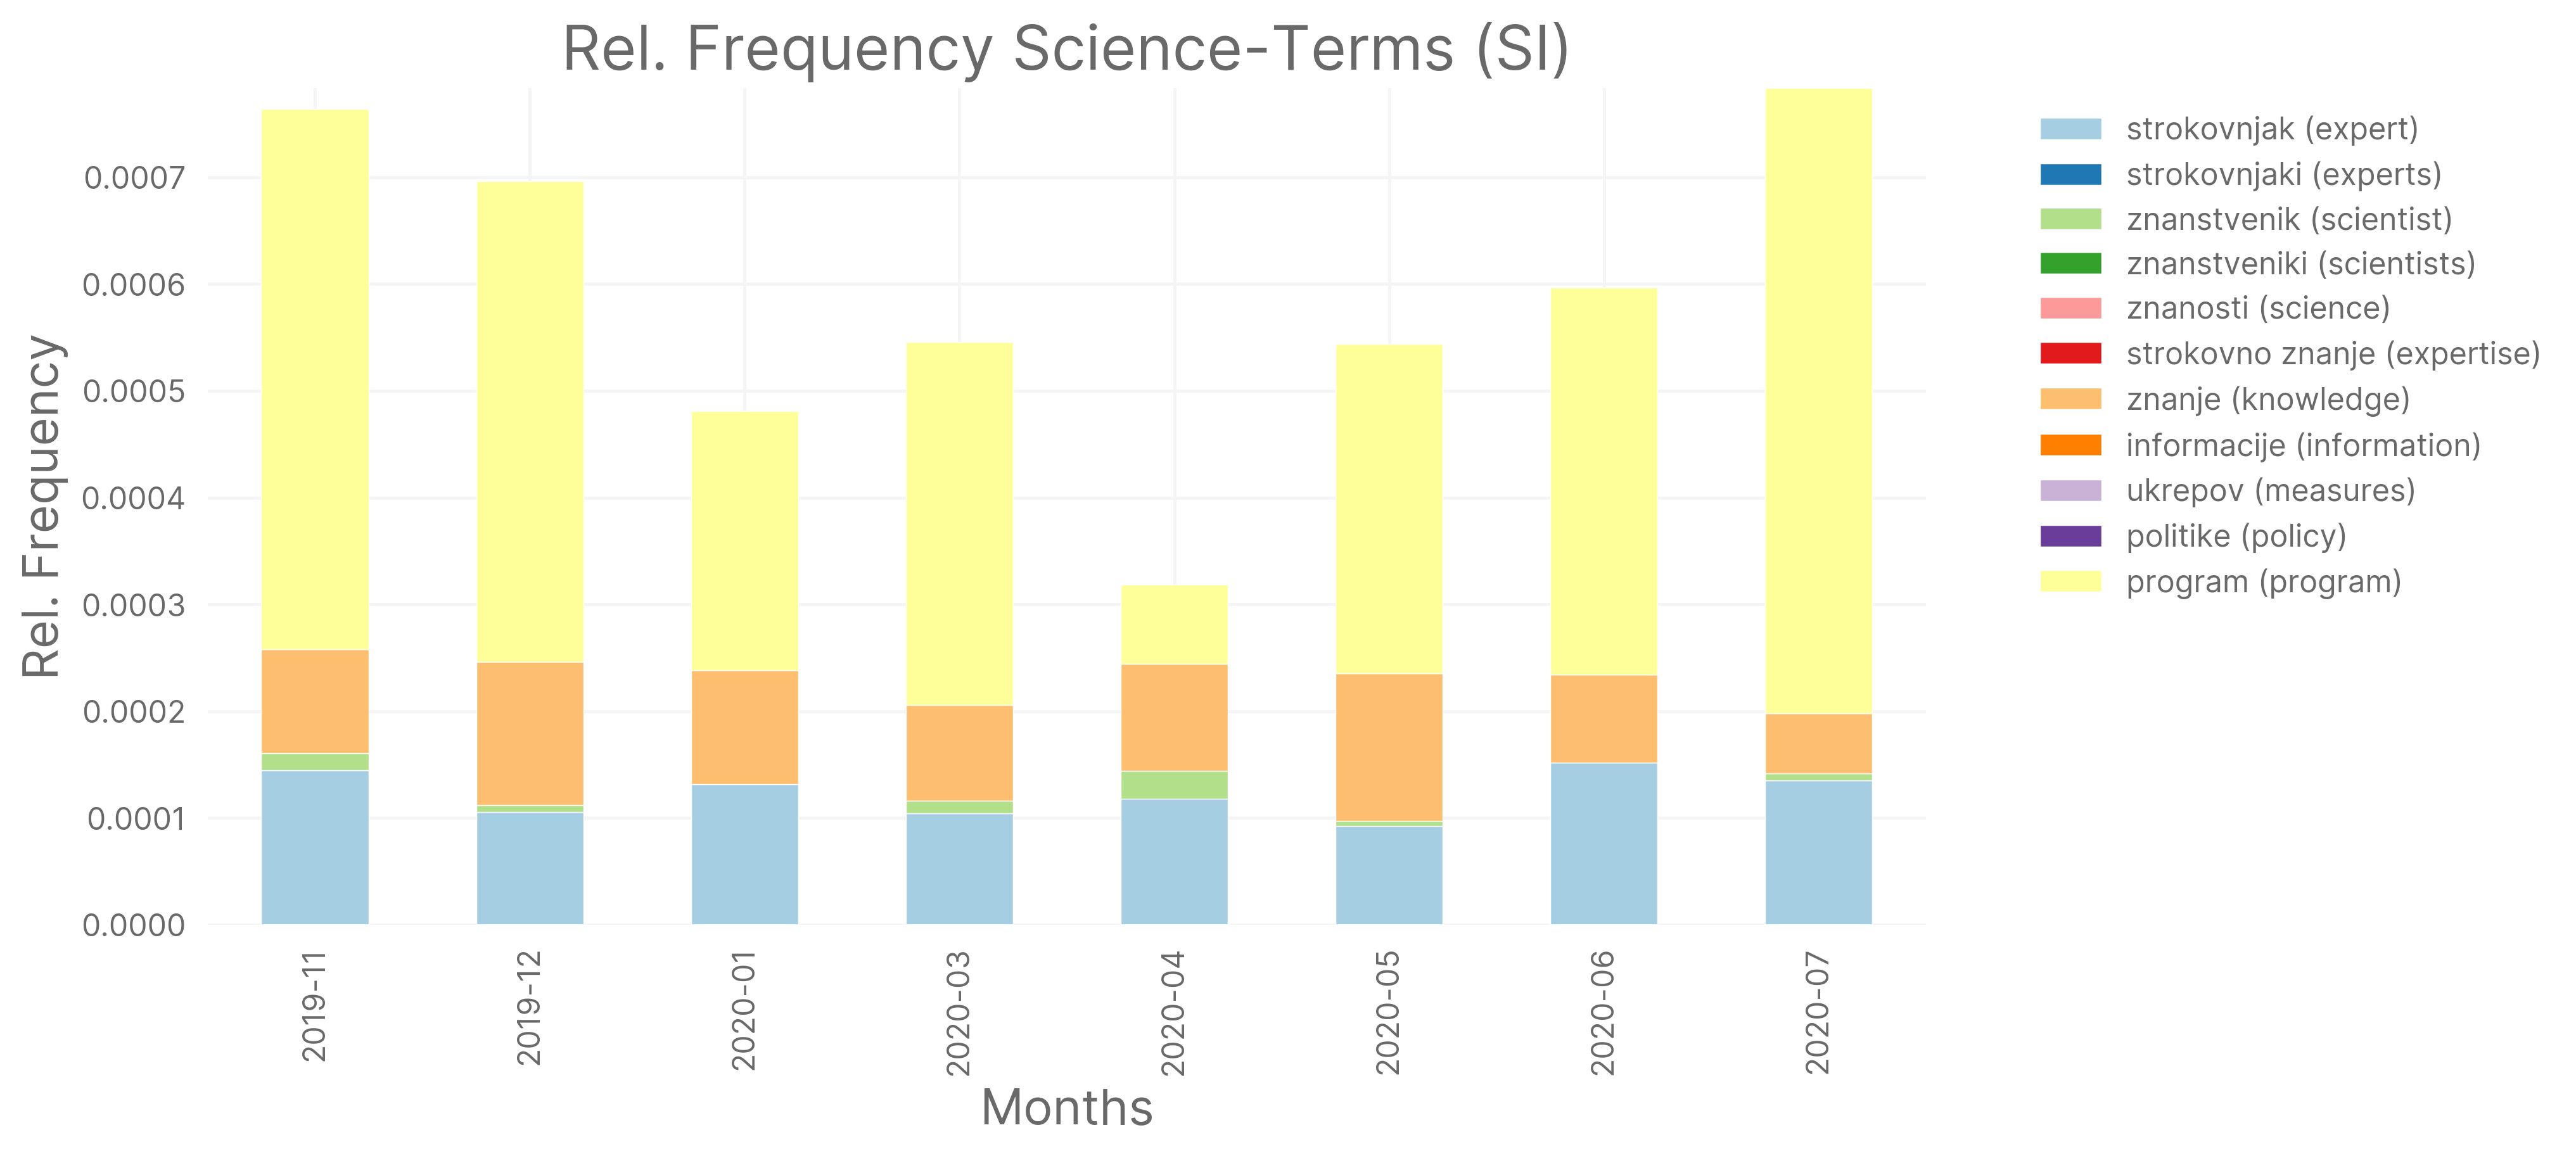 Rel. Frequency Science-Terms (SI)
Rel. Frequency
0.0007
0.0006
0.0005
0.0004
0.0003
0.0002
0.0001
0.0000
2019-11
2019-12
2020-01
2020-03
2020-04
2020-05
2020-06
2020-07
Months
strokovnjak (expert)
strokovnjaki (experts)
znanstvenik (scientist)
znanstveniki (scientists)
znanosti (science)
strokovno znanje (expertise)
znanje (knowledge)
informacije (information)
ukrepov (measures)
politike (policy)
program (program)